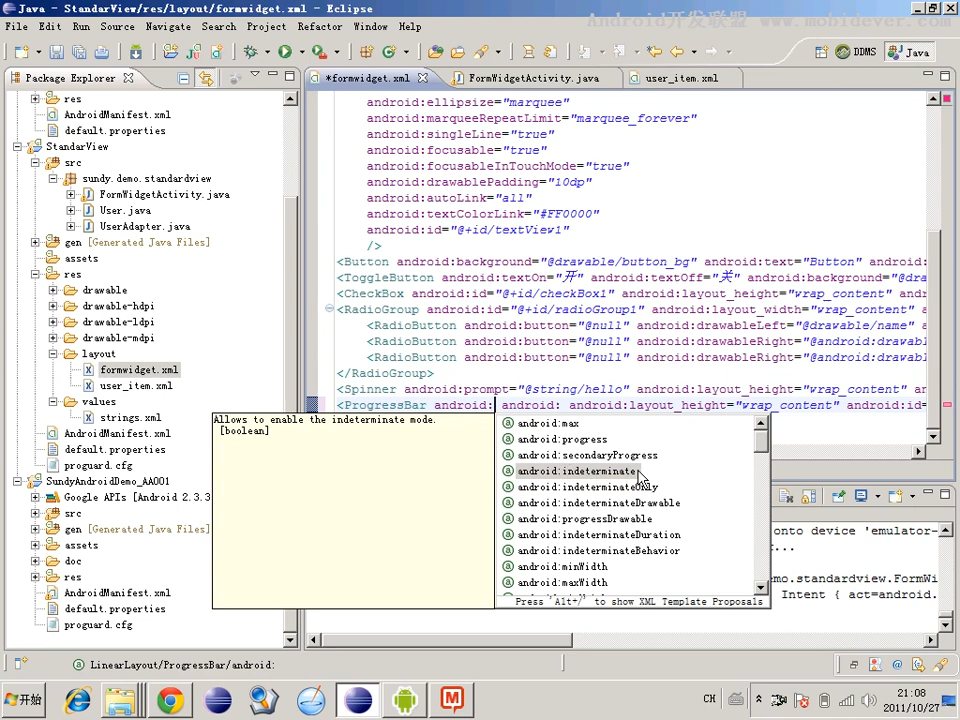 Java - StandarView/res/layout/formwidget.xml - Eclipse
Android开发联盟 www.mobidever.com
File Edit Run Source Navigate Search Project Refactor Window Help
DDMS Java
Package Explorer
*formwidget.xml FormWidgetActivity.java user_item.xml
res
AndroidManifest.xml
default.properties
StandarView
src
sundy.demo.standardview
FormWidgetActivity.java
User.java
UserAdapter.java
gen [Generated Java Files]
assets
res
drawable
drawable-hdpi
drawable-ldpi
drawable-mdpi
layout
formwidget.xml
user_item.xml
values
strings.xml
AndroidManifest.xml
default.properties
proguard.cfg
SundyAndroidDemo_AA001
Google APIs [Android 2.3.3
src
gen [Generated Java Files]
assets
doc
res
AndroidManifest.xml
default.properties
proguard.cfg
android:ellipsize="marquee"
android:marqueeRepeatLimit="marquee_forever"
android:singleLine="true"
android:focusable="true"
android:focusableInTouchMode="true"
android:drawablePadding="10dp"
android:autoLink="all"
android:textColorLink="#FF0000"
android:id="@+id/textView1"
/>
<Button android:background="@drawable/button_bg" android:text="Button" android:
<ToggleButton android:textOn="开" android:textOff="关" android:background="@dra
<CheckBox android:id="@+id/checkBox1" android:layout_height="wrap_content" andr
<RadioGroup android:id="@+id/radioGroup1" android:layout_width="wrap_content" a
<RadioButton android:button="@null" android:drawableLeft="@drawable/name" a
<RadioButton android:button="@null" android:drawableRight="@android:drawabl
<RadioButton android:button="@null" android:drawableRight="@android:drawabl
</RadioGroup>
<Spinner android:prompt="@string/hello" android:layout_height="wrap_content" an
<ProgressBar android: android: android:layout_height="wrap_content" android:id=
Allows to enable the indeterminate mode.
[boolean]
android:max
android:progress
android:secondaryProgress
android:indeterminate
android:indeterminateOnly
android:indeterminateDrawable
android:progressDrawable
android:indeterminateDuration
android:indeterminateBehavior
android:minWidth
android:maxWidth
Press 'Alt+/' to show XML Template Proposals
onto device 'emulator-
...
mo.standardview.FormWi
Intent { act=android.
LinearLayout/ProgressBar/android:
开始
CH
21:08
2011/10/27